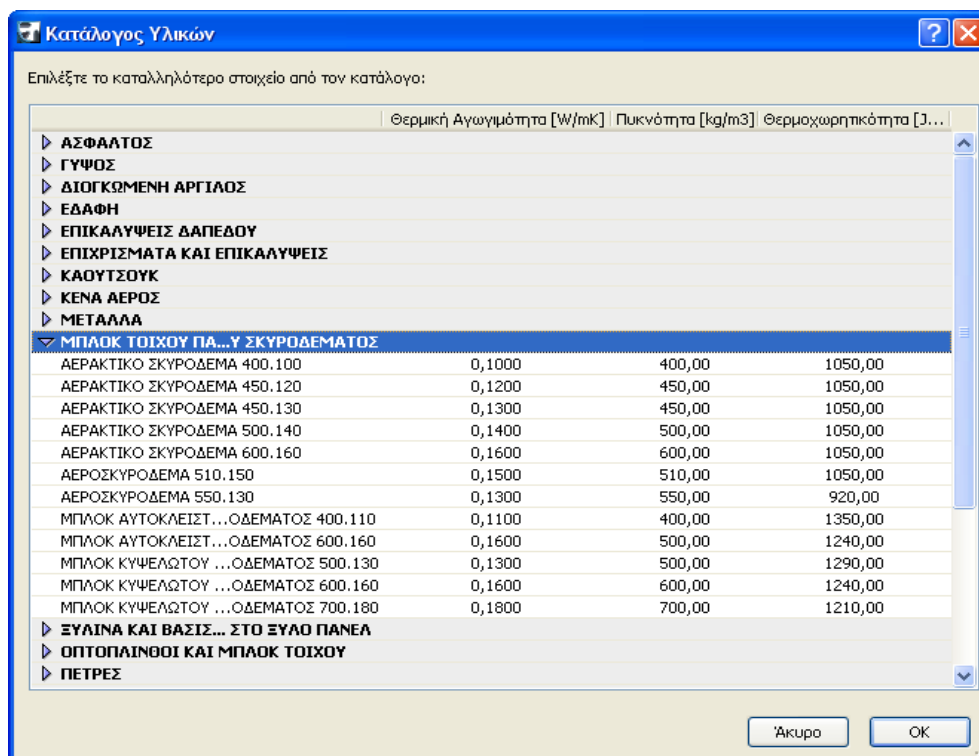 Κατάλογος Υλικών
Επιλέξτε το καταλληλότερο στοιχείο από τον κατάλογο:
Θερμική Αγωγιμότητα [W/mK] Πυκνότητα [kg/m3] Θερμοχωρητικότητα [J...
ΑΣΦΑΛΤΟΣ
ΓΥΨΟΣ
ΔΙΟΓΚΩΜΕΝΗ ΑΡΓΙΛΟΣ
ΕΔΑΦΗ
ΕΠΙΚΑΛΥΨΕΙΣ ΔΑΠΕΔΟΥ
ΕΠΙΧΡΙΣΜΑΤΑ ΚΑΙ ΕΠΙΚΑΛΥΨΕΙΣ
ΚΑΟΥΤΣΟΥΚ
ΚΕΝΑ ΑΕΡΟΣ
ΜΕΤΑΛΛΑ
ΜΠΛΟΚ ΤΟΙΧΟΥ ΠΑ...Υ ΣΚΥΡΟΔΕΜΑΤΟΣ
ΑΕΡΑΚΤΙΚΟ ΣΚΥΡΟΔΕΜΑ 400.100 0,1000 400,00 1050,00
ΑΕΡΑΚΤΙΚΟ ΣΚΥΡΟΔΕΜΑ 450.120 0,1200 450,00 1050,00
ΑΕΡΑΚΤΙΚΟ ΣΚΥΡΟΔΕΜΑ 450.130 0,1300 450,00 1050,00
ΑΕΡΑΚΤΙΚΟ ΣΚΥΡΟΔΕΜΑ 500.140 0,1400 500,00 1050,00
ΑΕΡΑΚΤΙΚΟ ΣΚΥΡΟΔΕΜΑ 600.160 0,1600 600,00 1050,00
ΑΕΡΟΣΚΥΡΟΔΕΜΑ 510.150 0,1500 510,00 1050,00
ΑΕΡΟΣΚΥΡΟΔΕΜΑ 550.130 0,1300 550,00 920,00
ΜΠΛΟΚ ΑΥΤΟΚΛΕΙΣΤ...ΟΔΕΜΑΤΟΣ 400.110 0,1100 400,00 1350,00
ΜΠΛΟΚ ΑΥΤΟΚΛΕΙΣΤ...ΟΔΕΜΑΤΟΣ 600.160 0,1600 500,00 1240,00
ΜΠΛΟΚ ΚΥΨΕΛΩΤΟΥ ...ΟΔΕΜΑΤΟΣ 500.130 0,1300 500,00 1290,00
ΜΠΛΟΚ ΚΥΨΕΛΩΤΟΥ ...ΟΔΕΜΑΤΟΣ 600.160 0,1600 600,00 1240,00
ΜΠΛΟΚ ΚΥΨΕΛΩΤΟΥ ...ΟΔΕΜΑΤΟΣ 700.180 0,1800 700,00 1210,00
ΞΥΛΙΝΑ ΚΑΙ ΒΑΣΙΣ... ΣΤΟ ΞΥΛΟ ΠΑΝΕΛ
ΟΠΤΟΠΛΙΝΘΟΙ ΚΑΙ ΜΠΛΟΚ ΤΟΙΧΟΥ
ΠΕΤΡΕΣ
Άκυρο OK